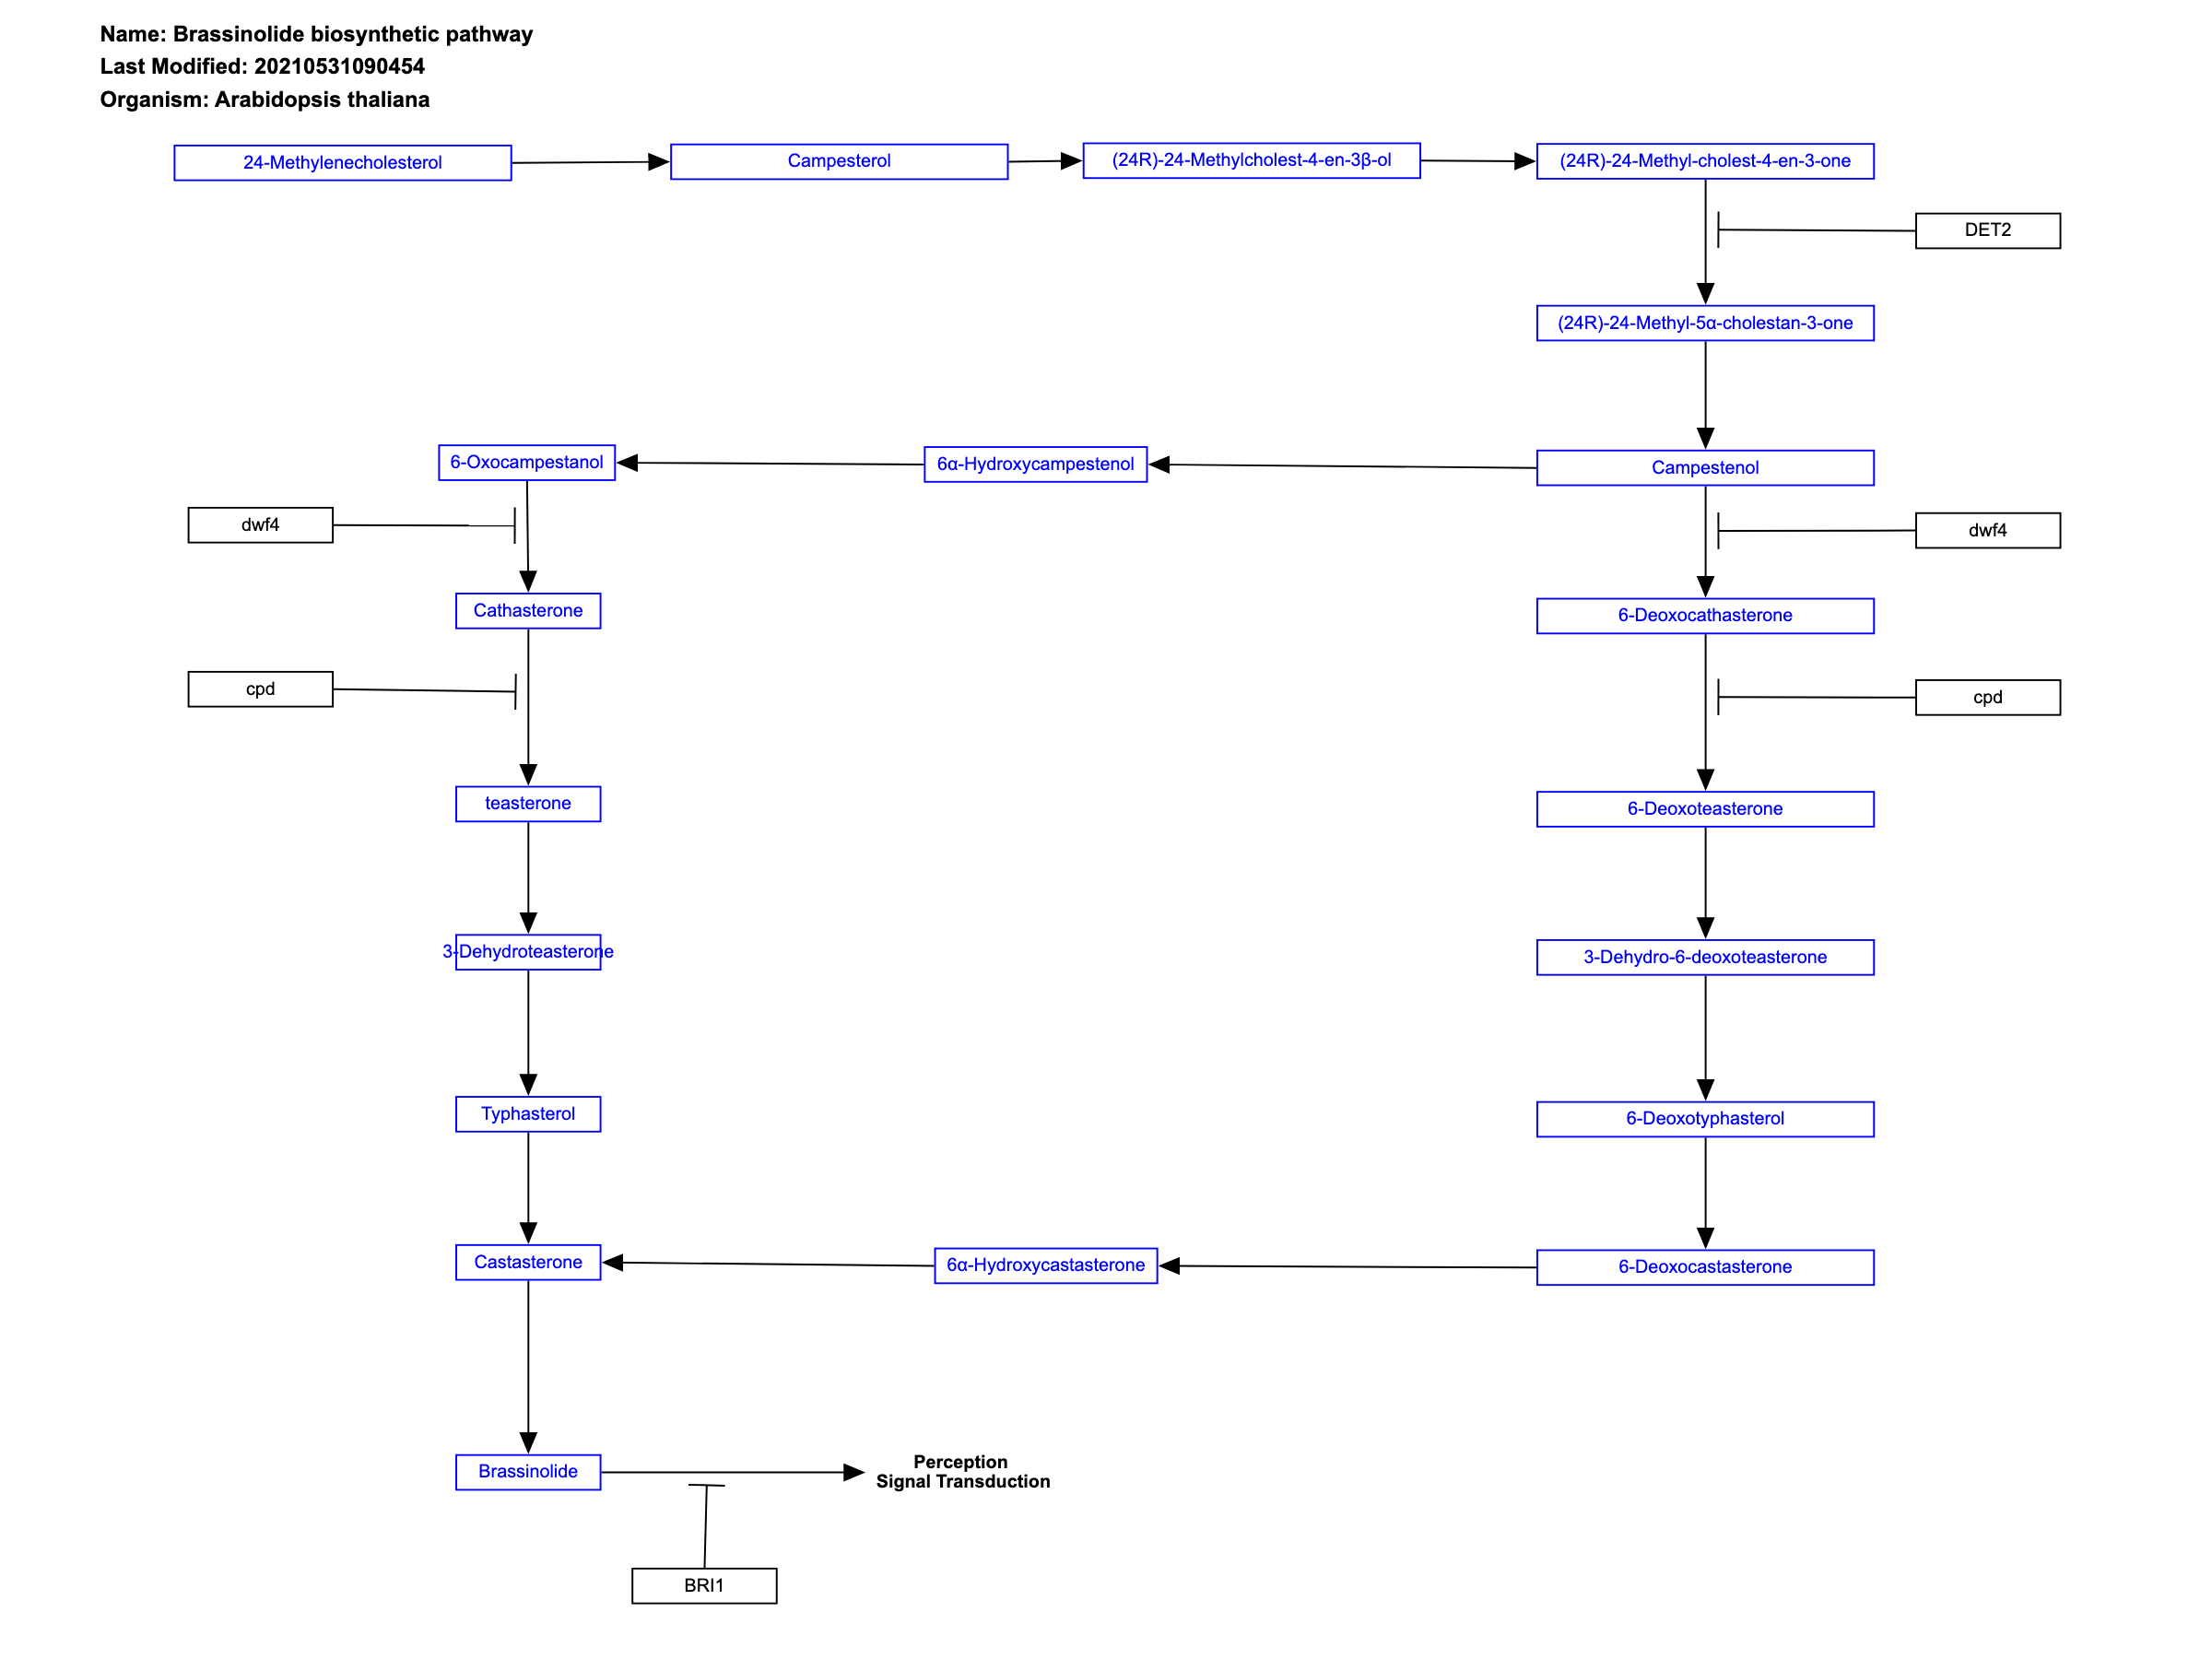 Name: Brassinolide biosynthetic pathway
Last Modified: 20210531090454
Organism: Arabidopsis thaliana
24-Methylenecholesterol
Campesterol
(24R)-24-Methylcholest-4-en-3β-ol
(24R)-24-Methyl-cholest-4-en-3-one
DET2
(24R)-24-Methyl-5α-cholestan-3-one
6-Oxocampestanol
6α-Hydroxycampestenol
Campestenol
dwf4
dwf4
Cathasterone
6-Deoxocathasterone
cpd
cpd
teasterone
6-Deoxoteasterone
3-Dehydroteasterone
3-Dehydro-6-deoxoteasterone
Typhasterol
6-Deoxotyphasterol
Castasterone
6α-Hydroxycastasterone
6-Deoxocastasterone
Brassinolide
Perception
Signal Transduction
BRI1